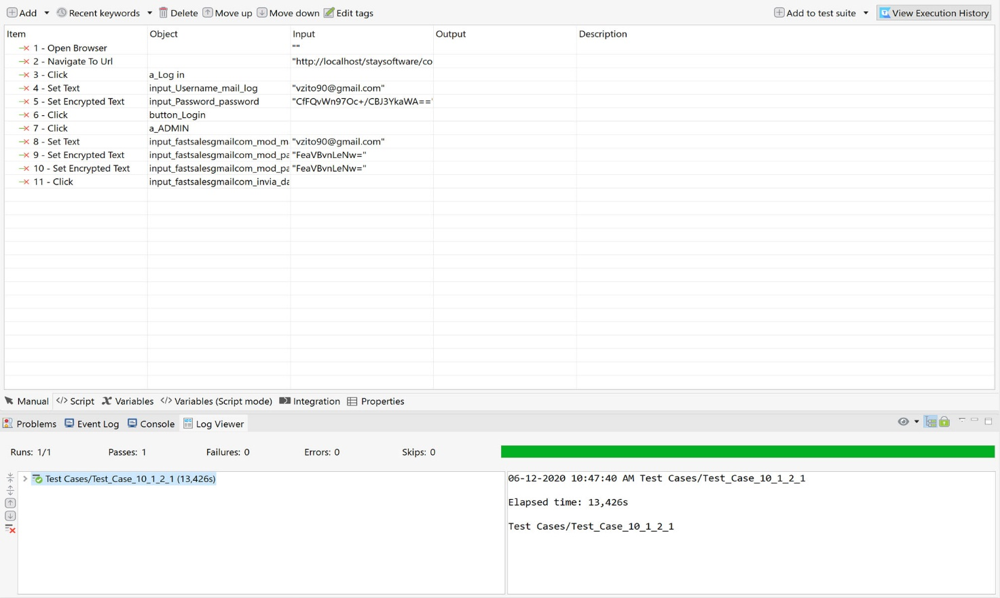 Add Recent keywords Delete Move up Move down Edit tags Add to test suite View Execution History
Item Object Input Output Description
1 - Open Browser ""
2 - Navigate To Url "http://localhost/staysoftware/co
3 - Click a_Log in
4 - Set Text input_Username_mail_log "vzito90@gmail.com"
5 - Set Encrypted Text input_Password_password "CfFQvWn97Oc+/CBJ3YkaWA=="
6 - Click button_Login
7 - Click a_ADMIN
8 - Set Text input_fastsalesgmailcom_mod_m "vzito90@gmail.com"
9 - Set Encrypted Text input_fastsalesgmailcom_mod_pa "FeaVBvnLeNw="
10 - Set Encrypted Text input_fastsalesgmailcom_mod_pa "FeaVBvnLeNw="
11 - Click input_fastsalesgmailcom_invia_da
Manual </> Script Variables </> Variables (Script mode) Integration Properties
Problems Event Log Console Log Viewer
Runs: 1/1 Passes: 1 Failures: 0 Errors: 0 Skips: 0
Test Cases/Test_Case_10_1_2_1 (13,426s)
06-12-2020 10:47:40 AM Test Cases/Test_Case_10_1_2_1
Elapsed time: 13,426s
Test Cases/Test_Case_10_1_2_1